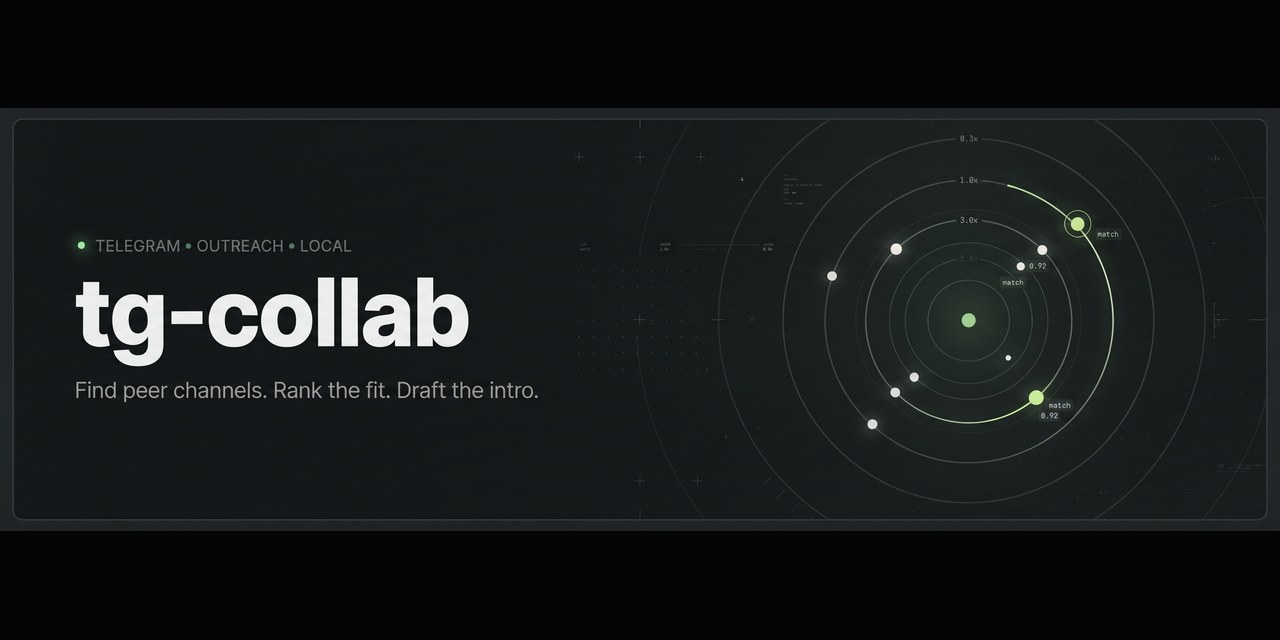 TELEGRAM • OUTREACH • LOCAL
tg-collab
Find peer channels. Rank the fit. Draft the intro.
0.3x
1.0x
3.0x
match
0.92
match
match
0.92